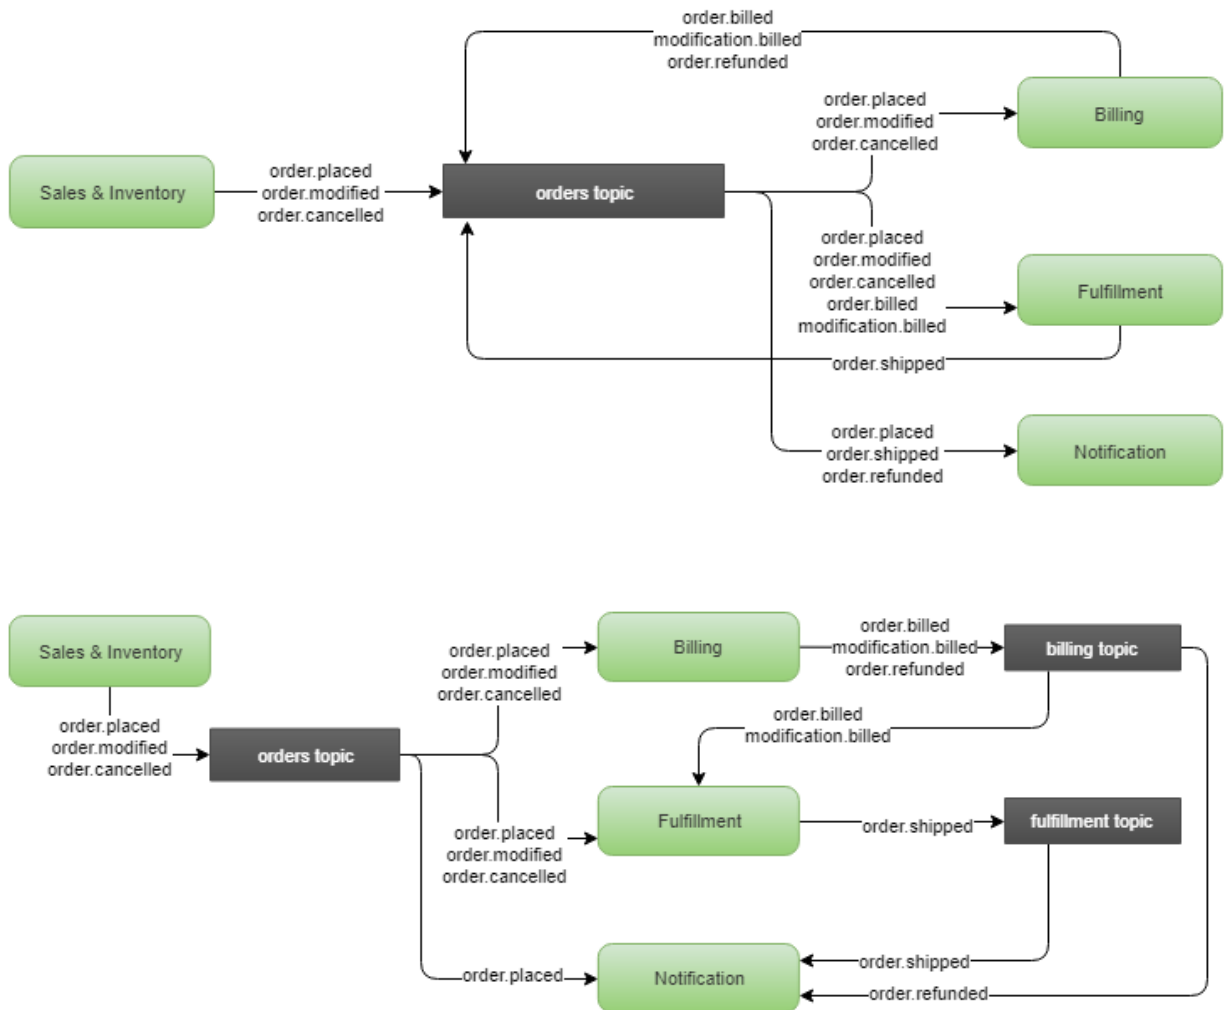 order.billed
modification.billed
order.refunded
order.placed
order.modified
order.cancelled
Billing
Sales & Inventory
order.placed
order.modified
order.cancelled
orders topic
order.placed
order.modified
order.cancelled
order.billed
modification.billed
Fulfillment
order.shipped
order.placed
order.shipped
order.refunded
Notification
Sales & Inventory
order.placed
order.modified
order.cancelled
orders topic
order.placed
order.modified
order.cancelled
Billing
order.billed
modification.billed
order.refunded
billing topic
order.billed
modification.billed
order.placed
order.modified
order.cancelled
Fulfillment
order.shipped
fulfillment topic
order.placed
Notification
order.shipped
order.refunded